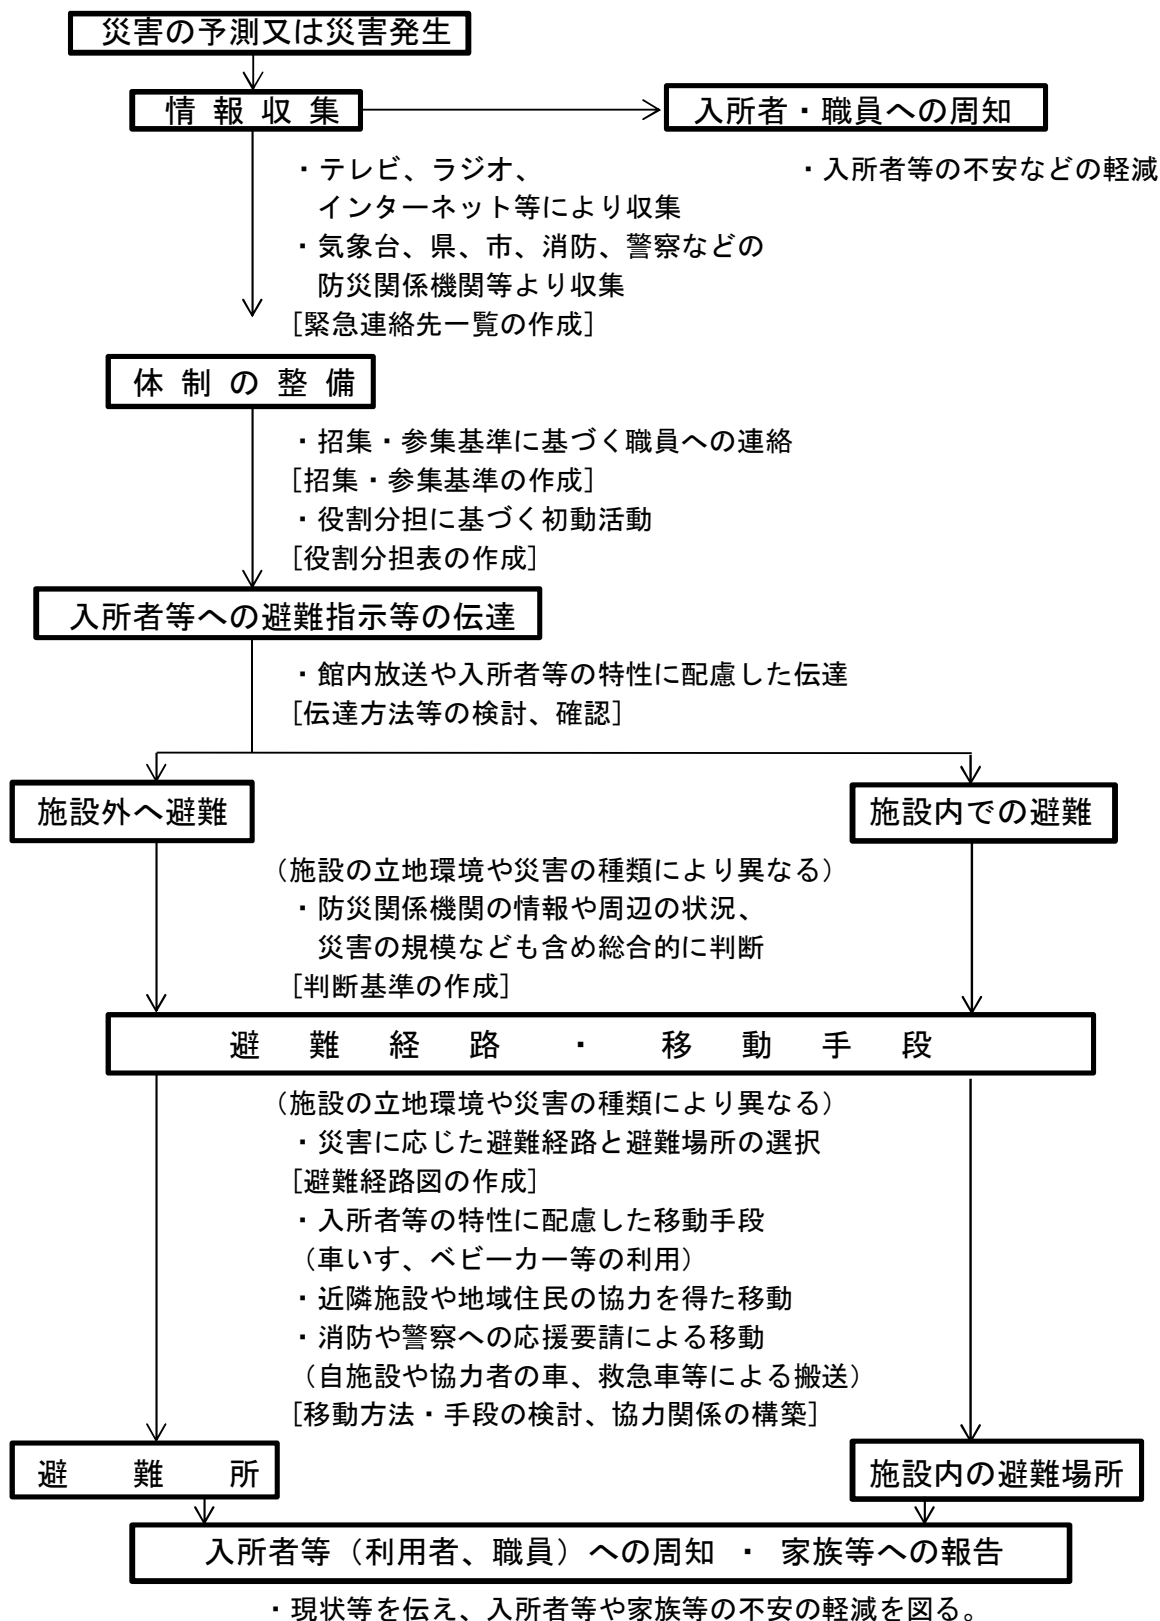 災害の予測又は災害発生
情報収集
入所者・職員への周知
・テレビ、ラジオ、
インターネット等により収集
・気象台、県、市、消防、警察などの
防災関係機関等より収集
[緊急連絡先一覧の作成]
・入所者等の不安などの軽減
体制の整備
・招集・参集基準に基づく職員への連絡
[招集・参集基準の作成]
・役割分担に基づく初動活動
[役割分担表の作成]
入所者等への避難指示等の伝達
・館内放送や入所者等の特性に配慮した伝達
[伝達方法等の検討、確認]
施設外へ避難
施設内での避難
(施設の立地環境や災害の種類により異なる)
・防災関係機関の情報や周辺の状況、
災害の規模なども含め総合的に判断
[判断基準の作成]
避難経路・移動手段
(施設の立地環境や災害の種類により異なる)
・災害に応じた避難経路と避難場所の選択
[避難経路図の作成]
・入所者等の特性に配慮した移動手段
(車いす、ベビーカー等の利用)
・近隣施設や地域住民の協力を得た移動
・消防や警察への応援要請による移動
(自施設や協力者の車、救急車等による搬送)
[移動方法・手段の検討、協力関係の構築]
避難所
施設内の避難場所
入所者等(利用者、職員)への周知・家族等への報告
・現状等を伝え、入所者等や家族等の不安の軽減を図る。